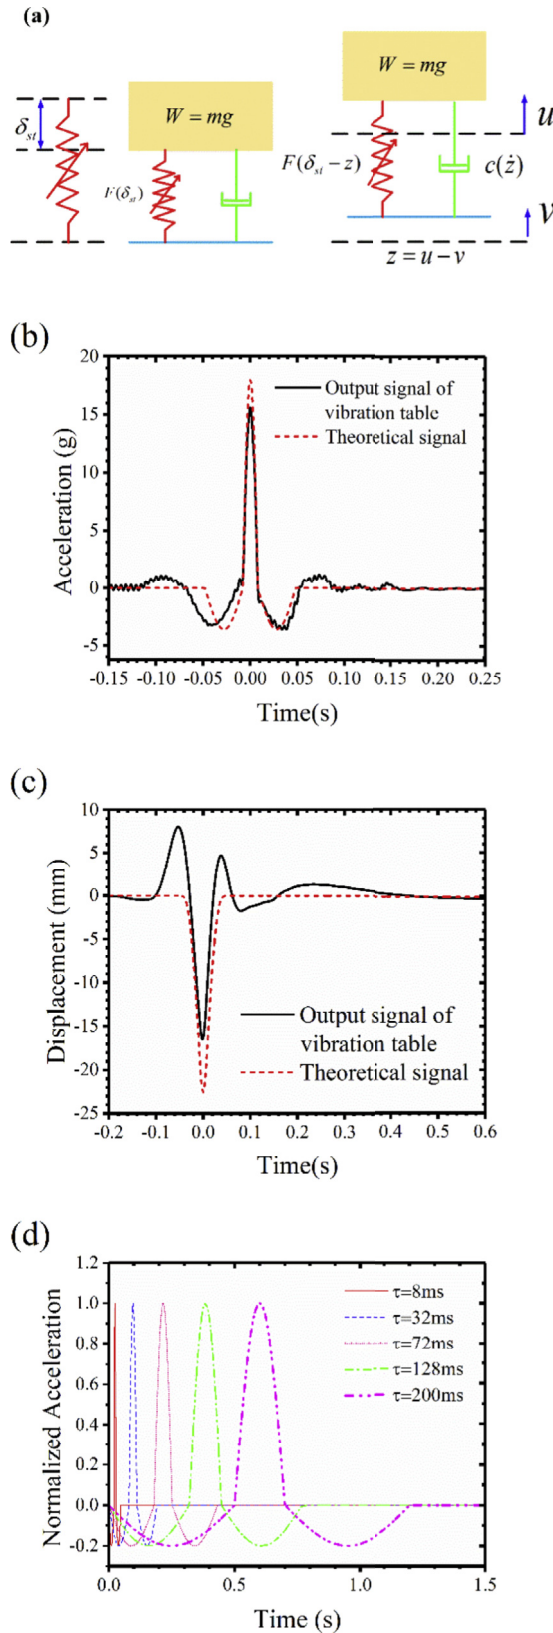 (a)
δst
W = mg
F(δst)
W = mg
F(δst − z)
c(ż)
u
v
z = u − v
(b)
20
15
10
5
0
-5
Acceleration (g)
Output signal of
vibration table
Theoretical signal
-0.15 -0.10 -0.05 0.00 0.05 0.10 0.15 0.20 0.25
Time(s)
(c)
10
5
0
-5
-10
-15
-20
-25
Displacement (mm)
Output signal of
vibration table
Theoretical signal
-0.2 -0.1 0.0 0.1 0.2 0.3 0.4 0.5 0.6
Time(s)
(d)
1.2
1.0
0.8
0.6
0.4
0.2
0.0
-0.2
Normalized Acceleration
τ=8ms
τ=32ms
τ=72ms
τ=128ms
τ=200ms
0.0 0.5 1.0 1.5
Time (s)